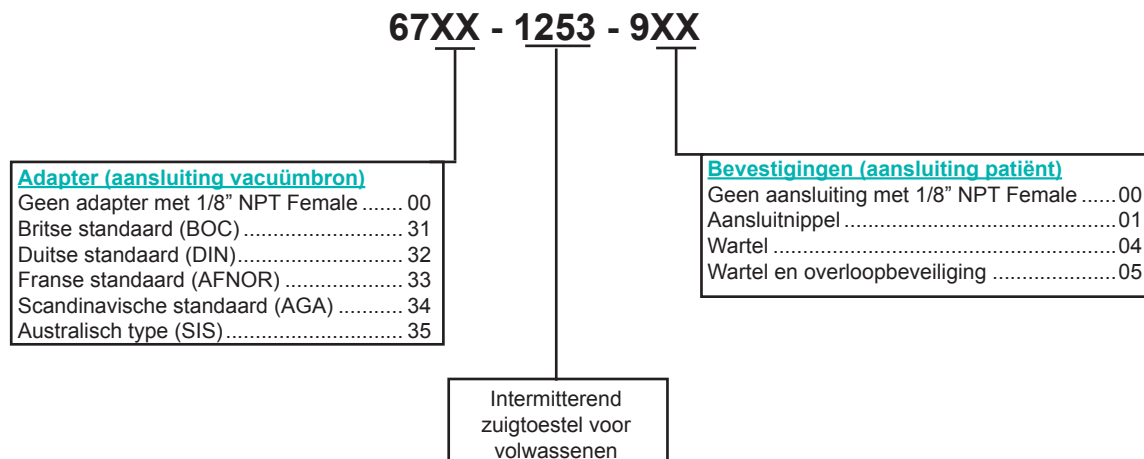 67XX - 1253 - 9XX
Adapter (aansluiting vacuümbron)
Geen adapter met 1/8” NPT Female ....... 00
Britse standaard (BOC) ............................ 31
Duitse standaard (DIN) ............................ 32
Franse standaard (AFNOR) .................... 33
Scandinavische standaard (AGA) ........... 34
Australisch type (SIS) .............................. 35
Bevestigingen (aansluiting patiënt)
Geen aansluiting met 1/8” NPT Female ......00
Aansluitnippel ...............................................01
Wartel ...........................................................04
Wartel en overloopbeveiliging .....................05
Intermitterend
zuigtoestel voor
volwassenen